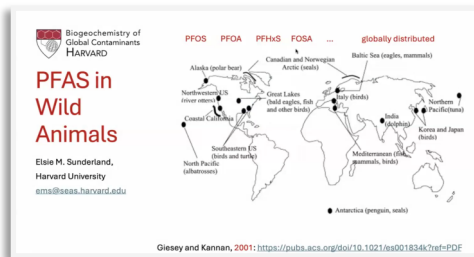 Biogeochemistry of
Global Contaminants
HARVARD
PFAS in
Wild
Animals
Elsie M. Sunderland,
Harvard University
ems@seas.harvard.edu
PFOS PFOA PFHxS FOSA ... globally distributed
Alaska (polar bear)
Canadian and Norwegian
Arctic (seals)
Baltic Sea (eagles, mammals)
Northwestern US
(river otters)
Great Lakes
(bald eagles, fish
and other birds)
Coastal California
Southeastern US
(birds and turtle)
North Pacific
(albatrosses)
Italy (birds)
Mediterranean (fish,
mammals, birds)
India
(dolphin)
Northern
Pacific(tuna)
Korea and Japan
(birds)
Antarctica (penguin, seals)
Giesey and Kannan, 2001: https://pubs.acs.org/doi/10.1021/es001834k?ref=PDF